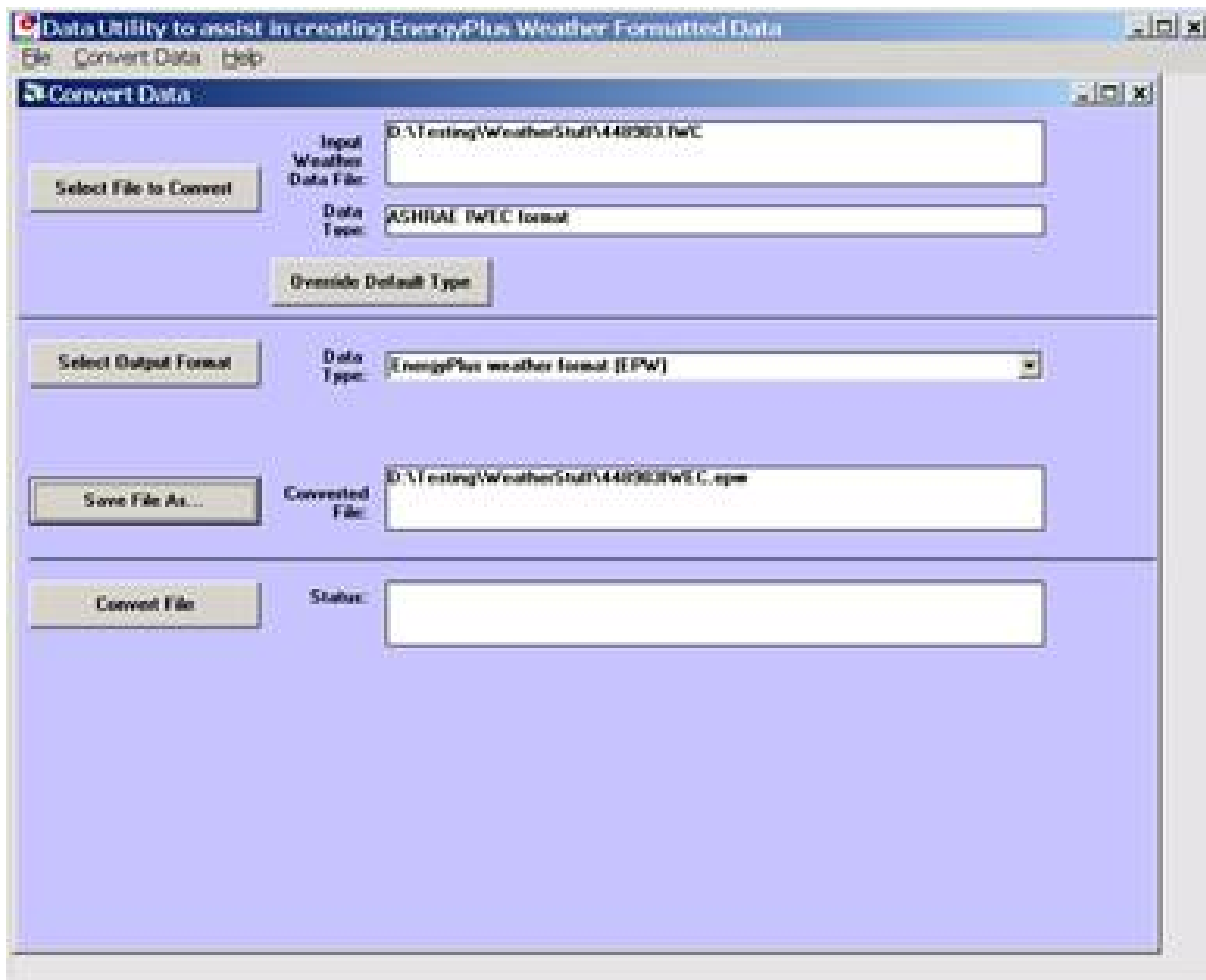 Data Utility to assist in creating EnergyPlus Weather Formatted Data
File Convert Data Help
Convert Data
Select File to Convert
Input Weather Data File:
D:\Testing\WeatherStuff\448903.IWC
Data Type:
ASHRAE IWEC format
Override Default Type
Select Output Format
Data Type:
EnergyPlus weather format (EPW)
Save File As...
Converted File:
D:\Testing\WeatherStuff\448903IWEC.epw
Convert File
Status: